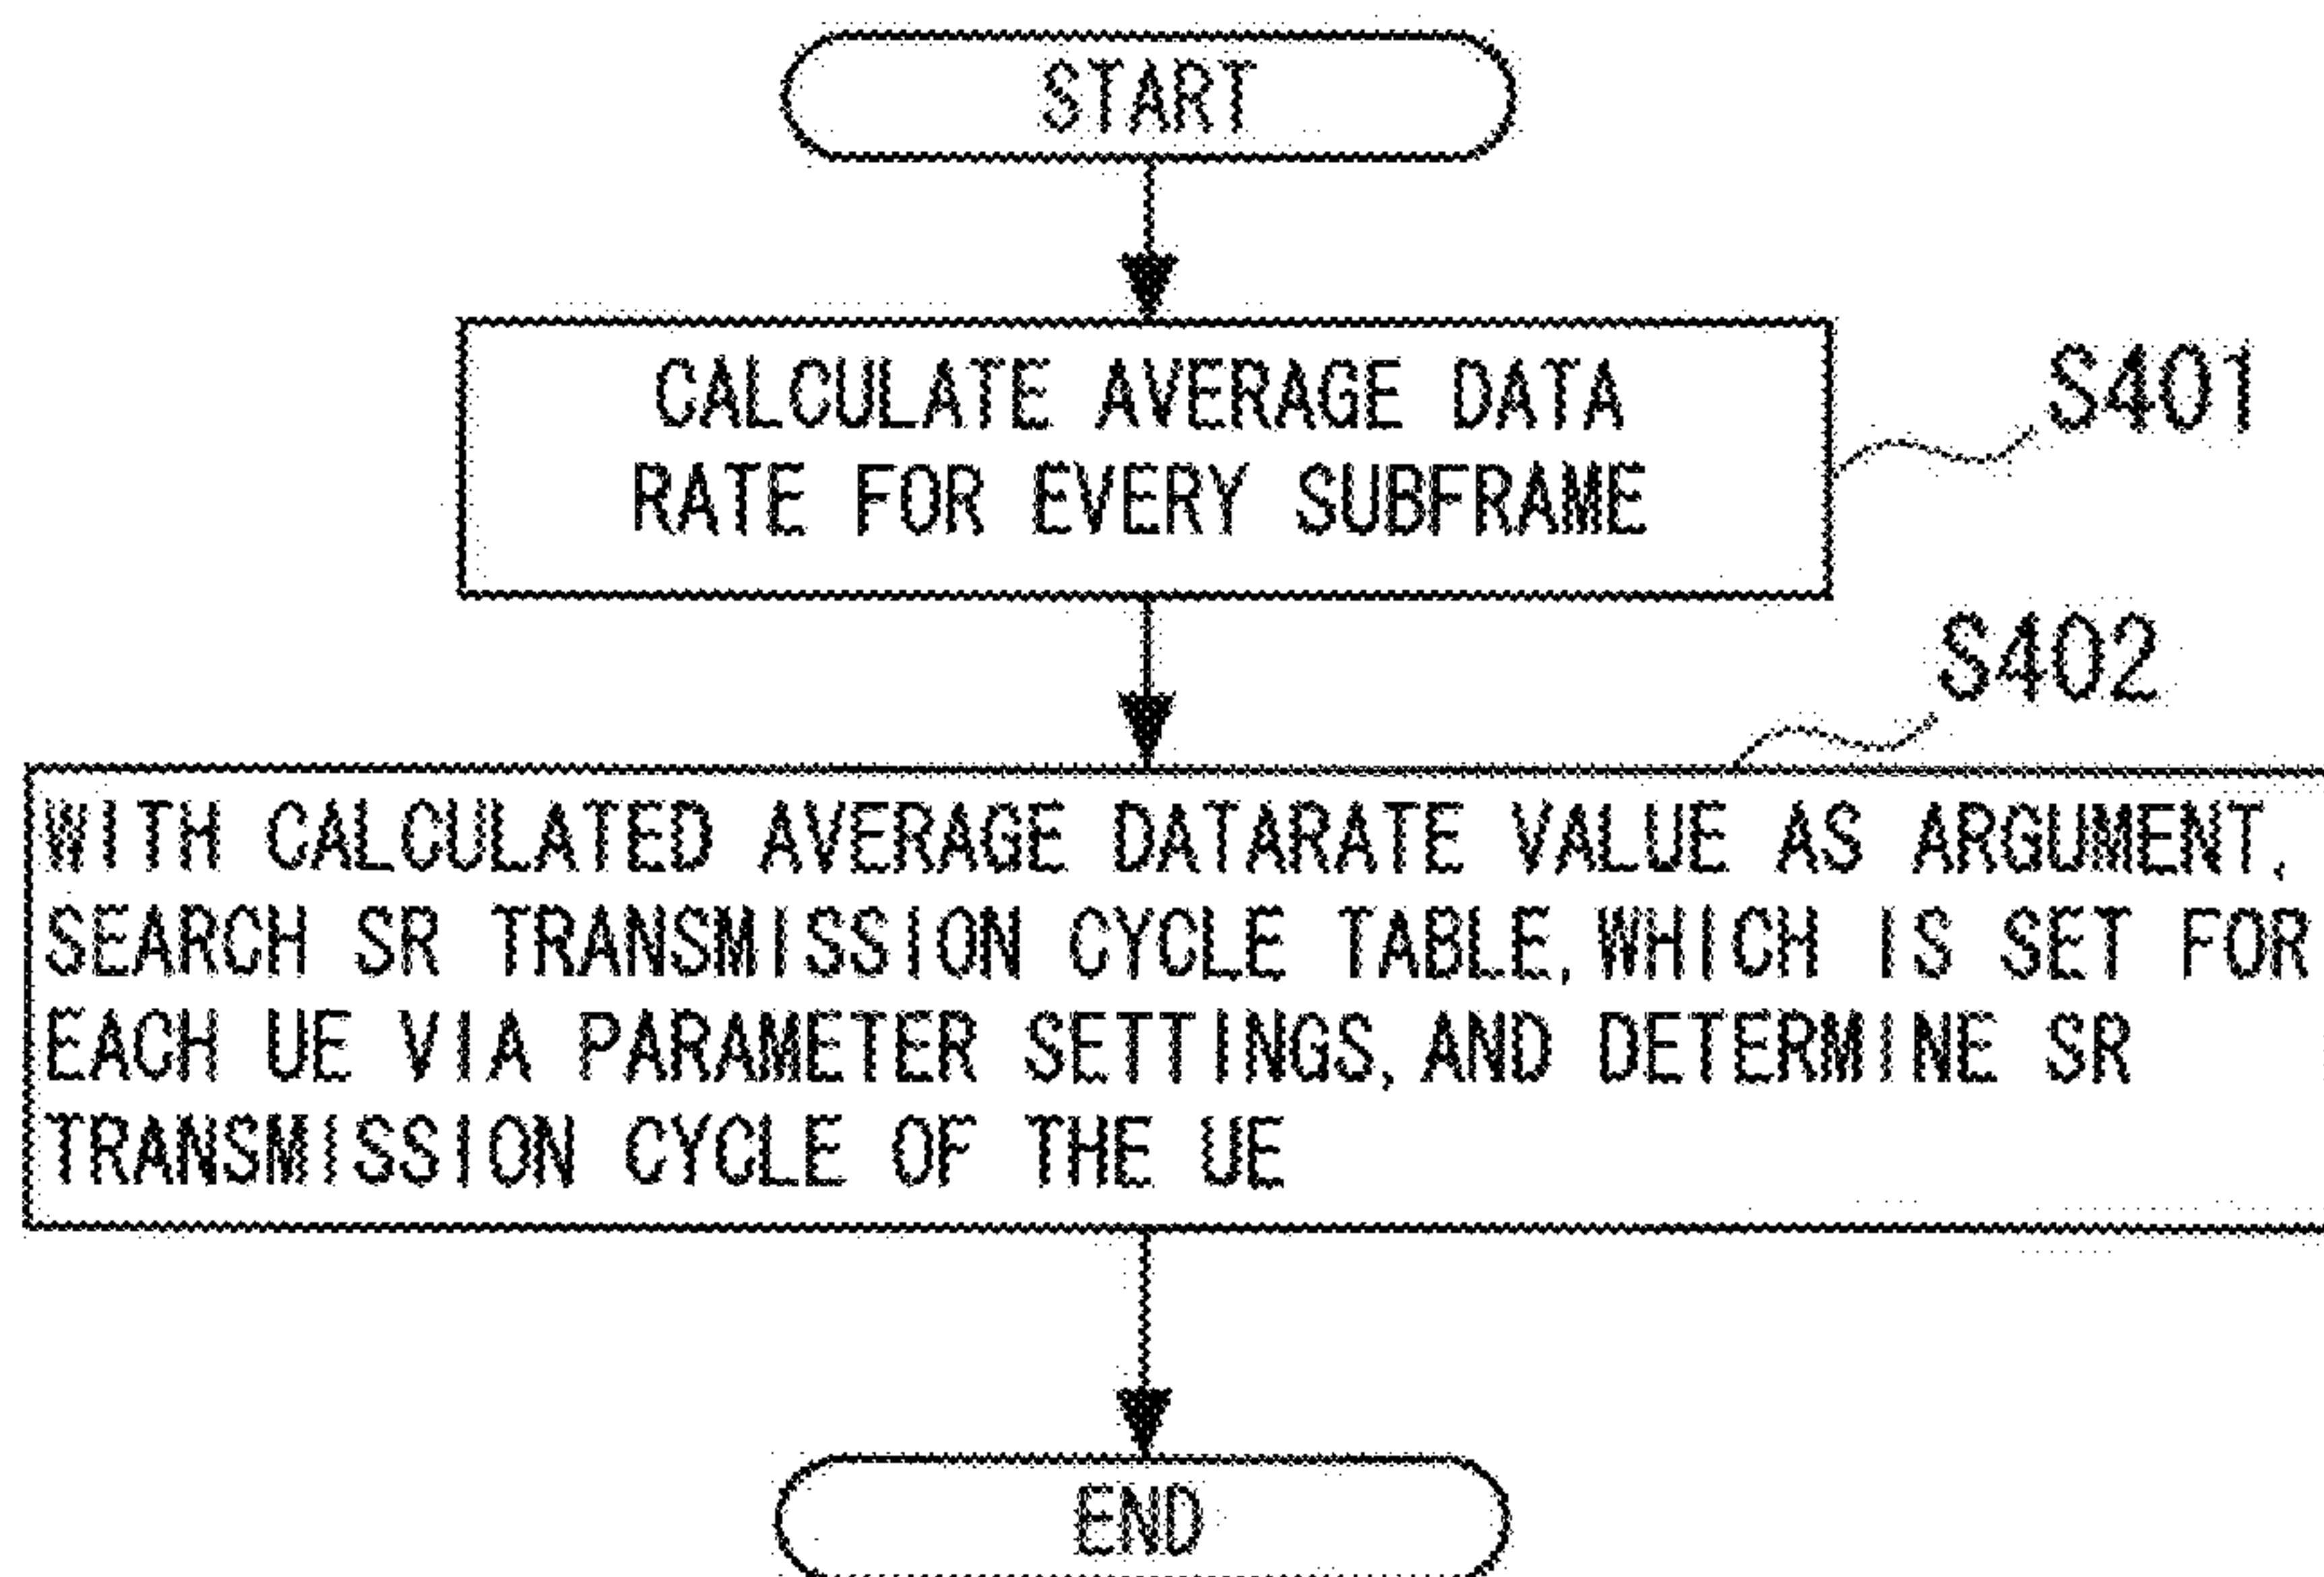 START
CALCULATE AVERAGE DATA
RATE FOR EVERY SUBFRAME
S401
S402
WITH CALCULATED AVERAGE DATARATE VALUE AS ARGUMENT,
SEARCH SR TRANSMISSION CYCLE TABLE, WHICH IS SET FOR
EACH UE VIA PARAMETER SETTINGS, AND DETERMINE SR
TRANSMISSION CYCLE OF THE UE
END